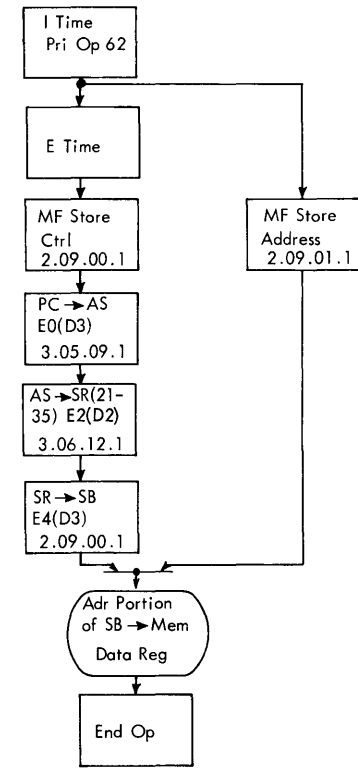 I Time
Pri Op 62
E Time
MF Store
Ctrl
2.09.00.1
MF Store
Address
2.09.01.1
PC→AS
E0(D3)
3.05.09.1
AS→SR(21-
35) E2(D2)
3.06.12.1
SR→SB
E4(D3)
2.09.00.1
Adr Portion
of SB→Mem
Data Reg
End Op